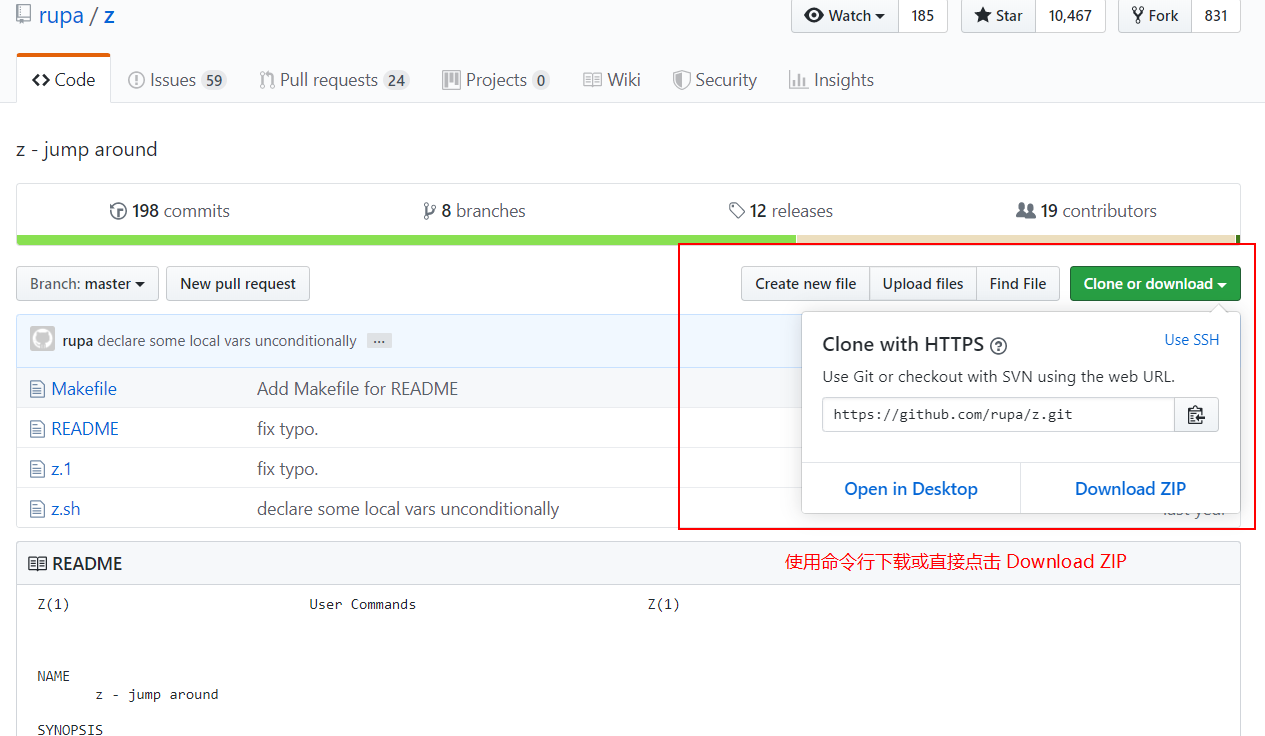 rupa / z Watch 185 Star 10,467 Fork 831
Code Issues 59 Pull requests 24 Projects 0 Wiki Security Insights
z - jump around
198 commits 8 branches 12 releases 19 contributors
Branch: master New pull request Create new file Upload files Find File Clone or download
rupa declare some local vars unconditionally ...
Clone with HTTPS ? Use SSH
Use Git or checkout with SVN using the web URL.
https://github.com/rupa/z.git
Open in Desktop Download ZIP
Makefile Add Makefile for README
README fix typo.
z.1 fix typo.
z.sh declare some local vars unconditionally last year
README
使用命令行下载或直接点击 Download ZIP
Z(1) User Commands Z(1)
NAME
z - jump around
SYNOPSIS